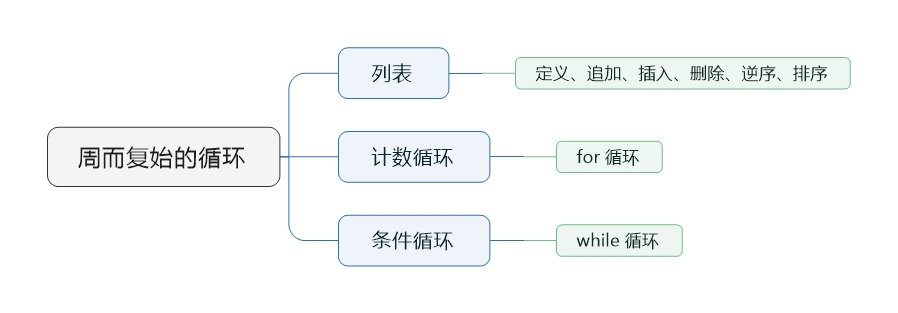 周而复始的循环
列表
定义、追加、插入、删除、逆序、排序
计数循环
for 循环
条件循环
while 循环